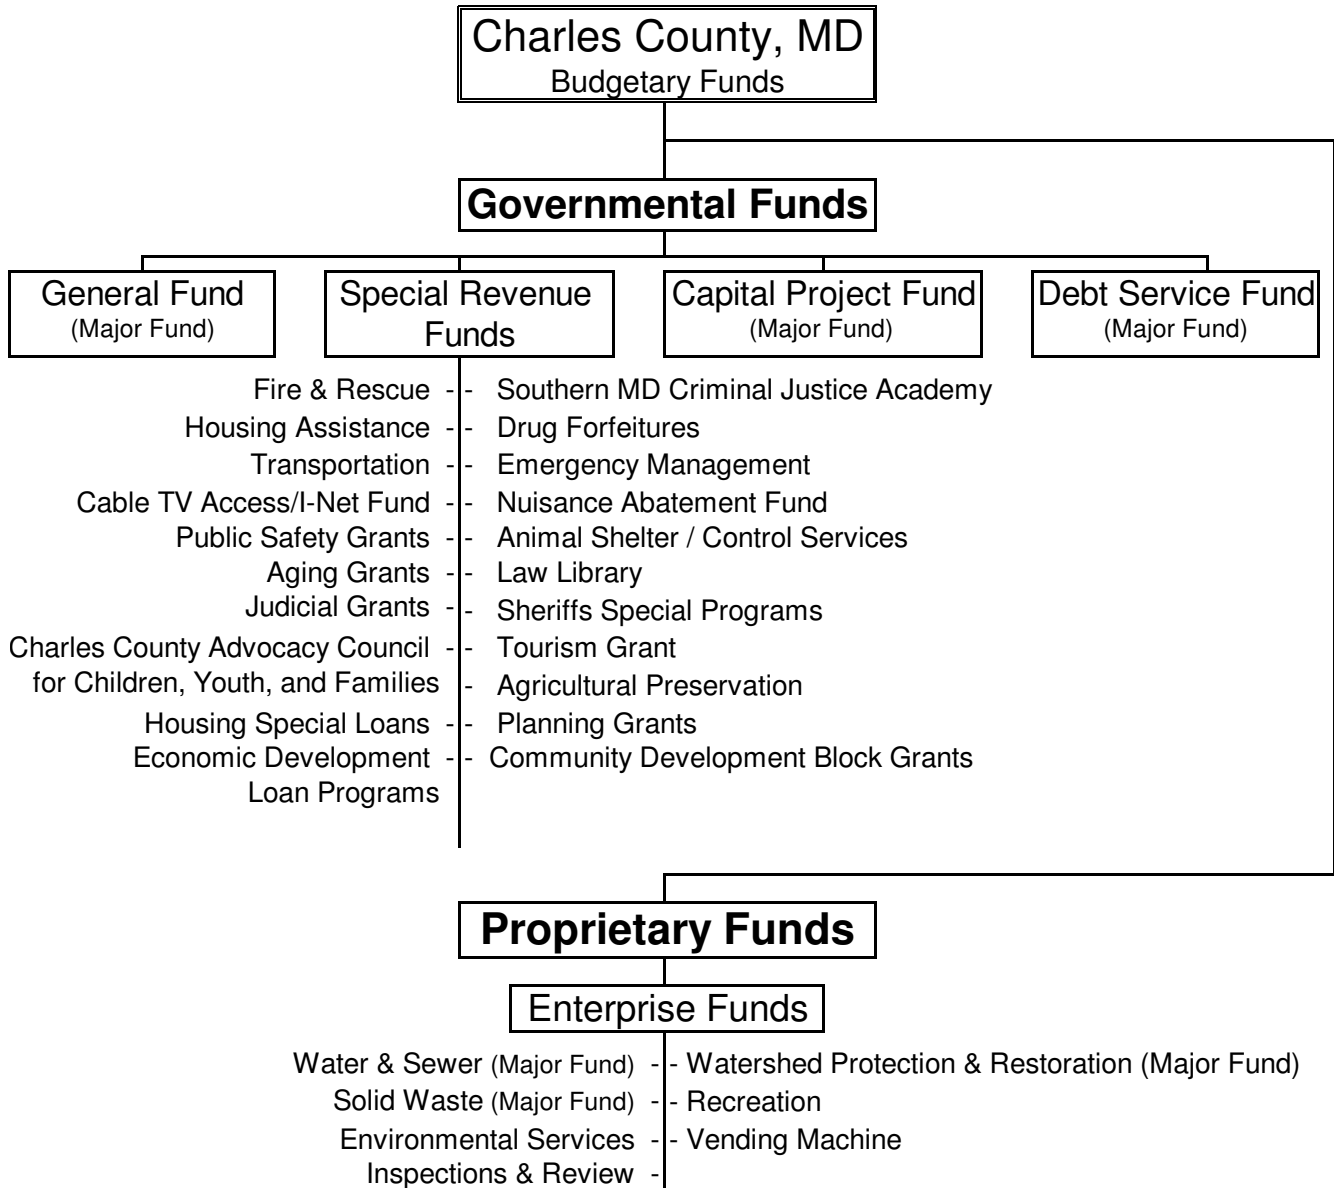 Charles County, MD
Budgetary Funds
Governmental Funds
General Fund
(Major Fund)
Special Revenue
Funds
Capital Project Fund
(Major Fund)
Debt Service Fund
(Major Fund)
Fire & Rescue - - Southern MD Criminal Justice Academy
Housing Assistance - - Drug Forfeitures
Transportation - - Emergency Management
Cable TV Access/I-Net Fund - - Nuisance Abatement Fund
Public Safety Grants - - Animal Shelter / Control Services
Aging Grants - - Law Library
Judicial Grants - - Sheriffs Special Programs
Charles County Advocacy Council - - Tourism Grant
for Children, Youth, and Families - Agricultural Preservation
Housing Special Loans - - Planning Grants
Economic Development - - Community Development Block Grants
Loan Programs
Proprietary Funds
Enterprise Funds
Water & Sewer (Major Fund) - - Watershed Protection & Restoration (Major Fund)
Solid Waste (Major Fund) - - Recreation
Environmental Services - - Vending Machine
Inspections & Review -